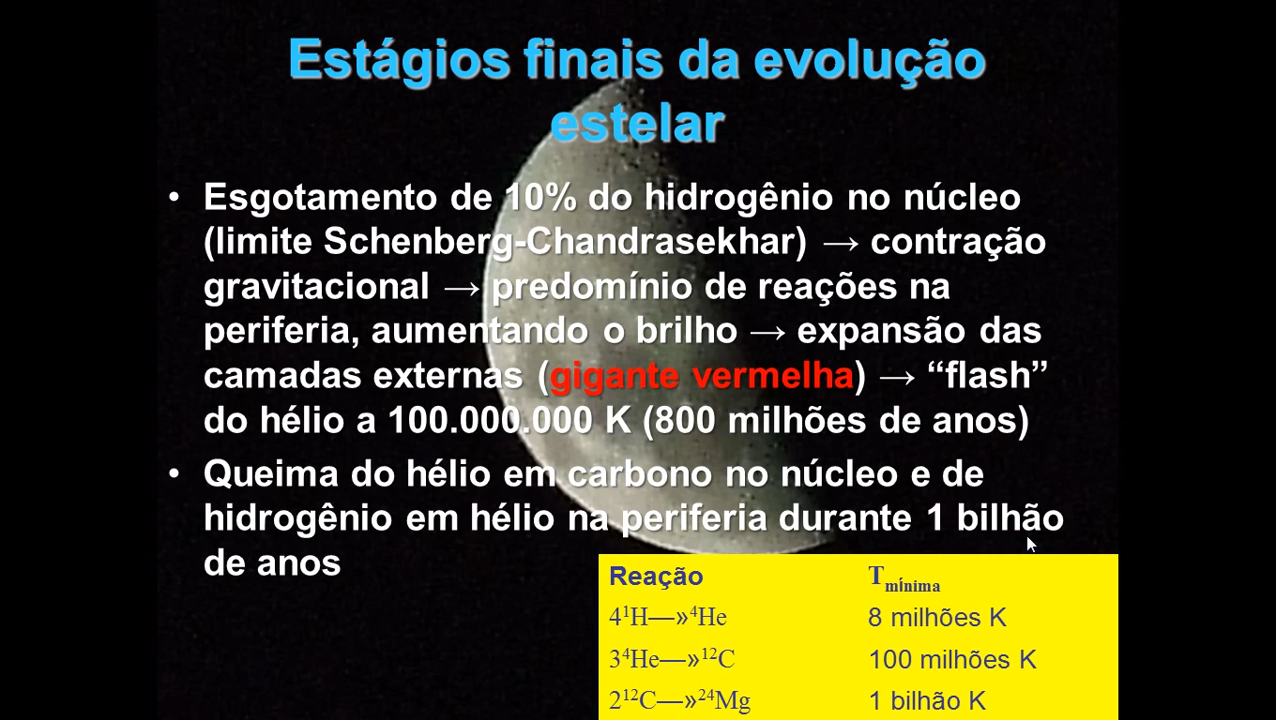 Estágios finais da evolução
estelar
• Esgotamento de 10% do hidrogênio no núcleo
(limite Schenberg-Chandrasekhar) → contração
gravitacional → predomínio de reações na
periferia, aumentando o brilho → expansão das
camadas externas (gigante vermelha) → “flash”
do hélio a 100.000.000 K (800 milhões de anos)
• Queima do hélio em carbono no núcleo e de
hidrogênio em hélio na periferia durante 1 bilhão
de anos
Reação Tmínima
4¹H—»⁴He 8 milhões K
3⁴He—»¹²C 100 milhões K
2¹²C—»²⁴Mg 1 bilhão K